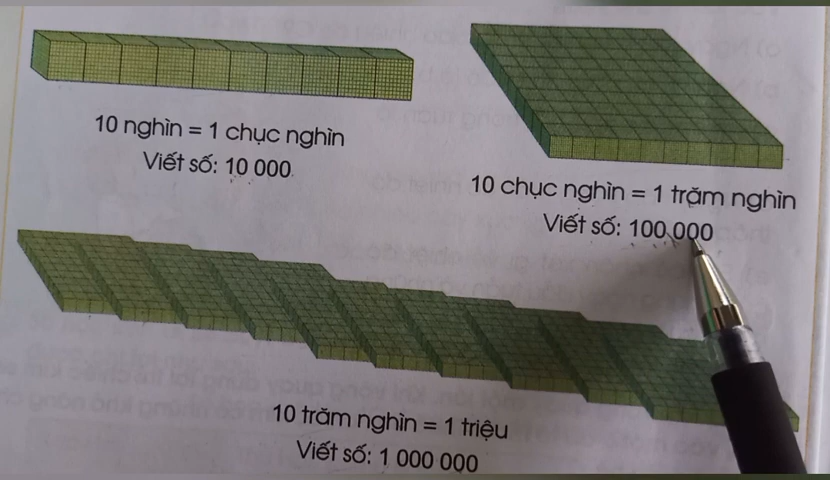 10 nghìn = 1 chục nghìn
Viết số: 10 000
10 chục nghìn = 1 trăm nghìn
Viết số: 100 000
10 trăm nghìn = 1 triệu
Viết số: 1 000 000